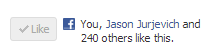 Like
You, Jason Jurjevich and
240 others like this.